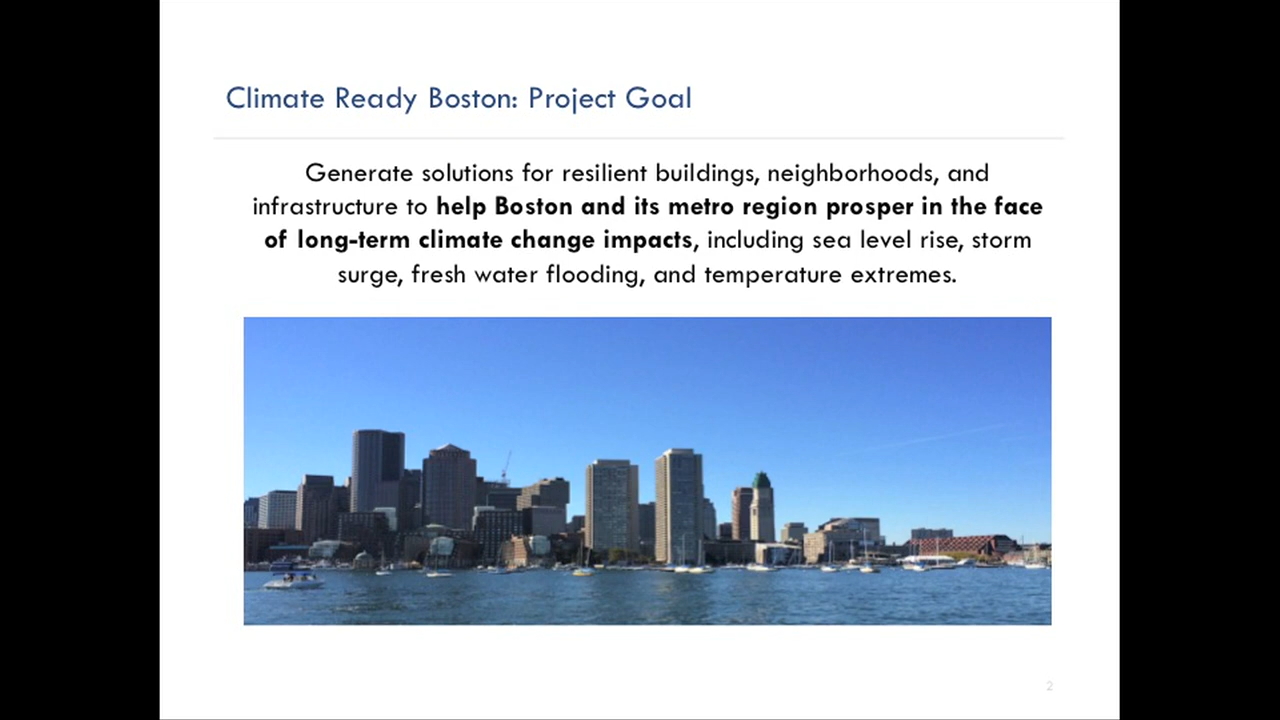 Climate Ready Boston: Project Goal
Generate solutions for resilient buildings, neighborhoods, and
infrastructure to help Boston and its metro region prosper in the face
of long-term climate change impacts, including sea level rise, storm
surge, fresh water flooding, and temperature extremes.
2